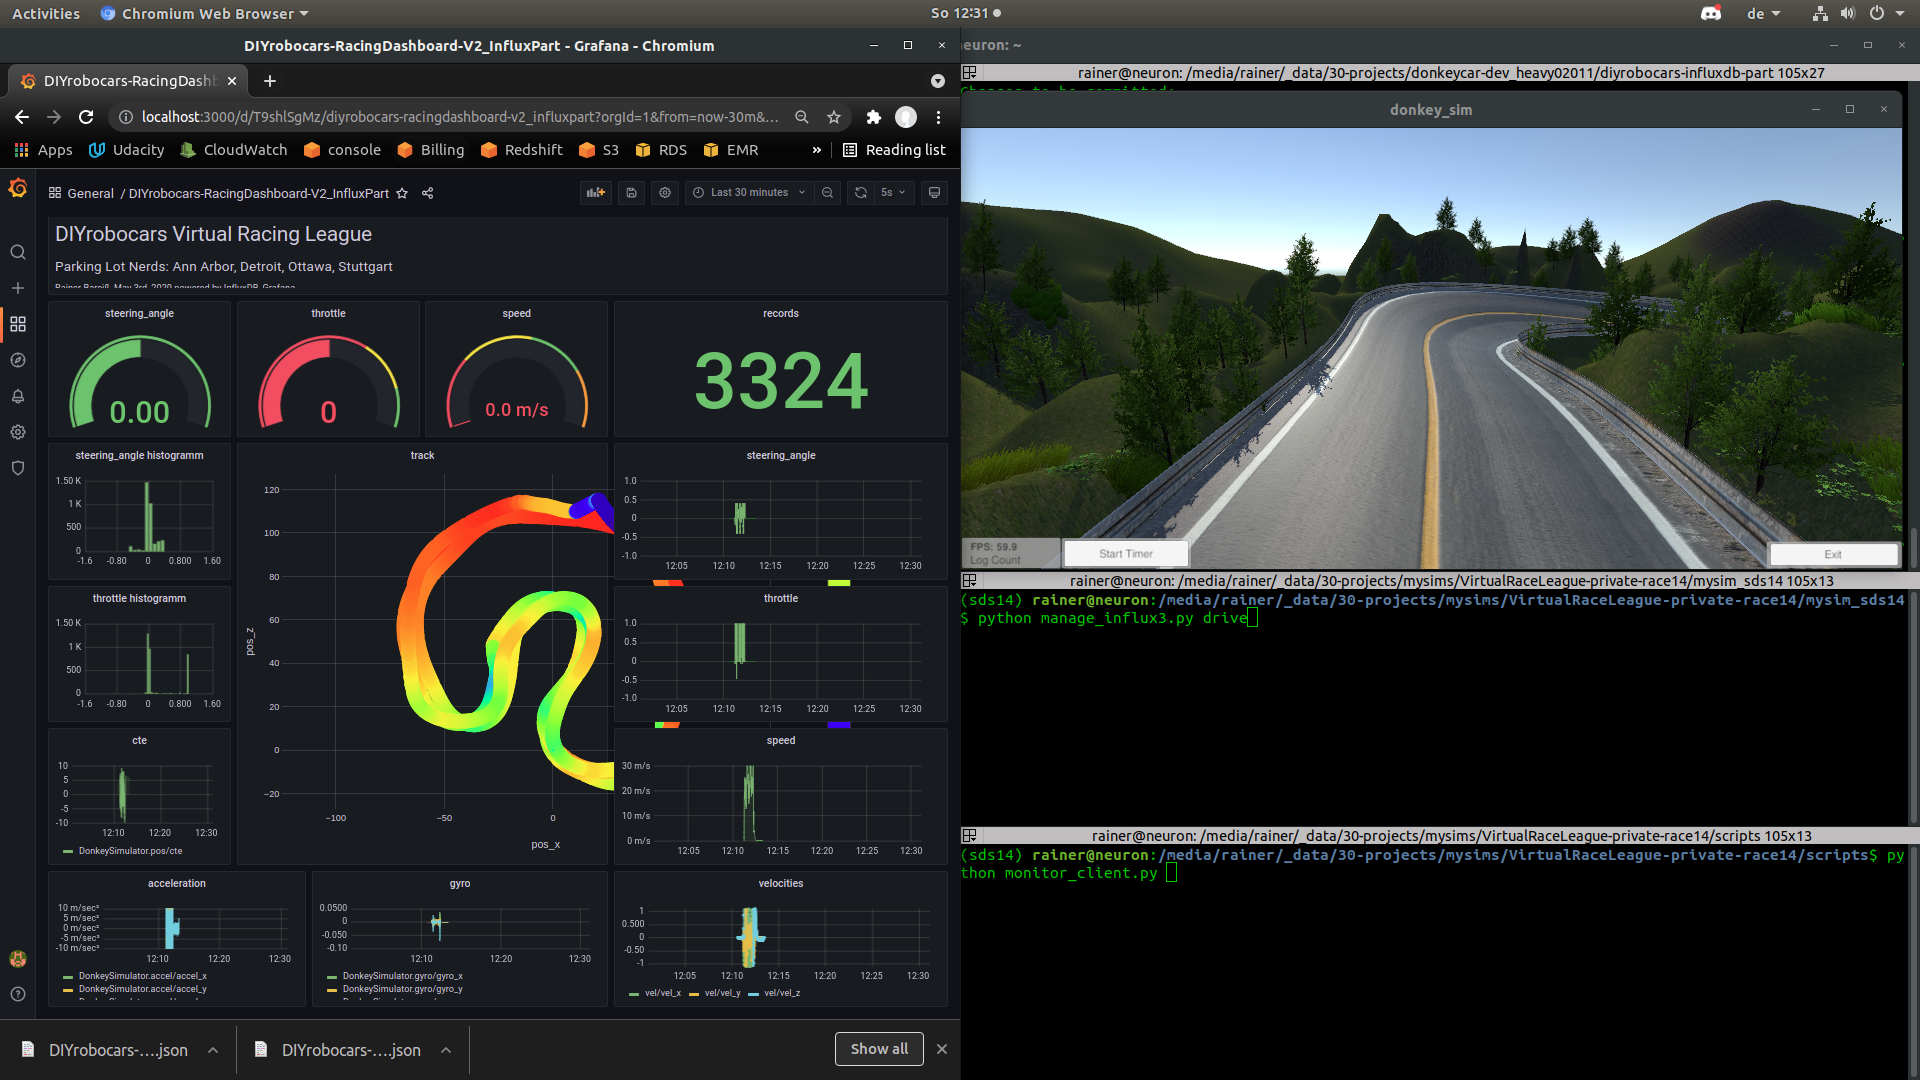 Activities
Chromium Web Browser
So 12:31
de
DIYrobocars-RacingDashboard-V2_InfluxPart - Grafana - Chromium
DIYrobocars-RacingDashb
localhost:3000/d/T9shlSgMz/diyrobocars-racingdashboard-v2_influxpart?orgId=1&from=now-30m&...
Apps
Udacity
CloudWatch
console
Billing
Redshift
S3
RDS
EMR
»
Reading list
General / DIYrobocars-RacingDashboard-V2_InfluxPart
Last 30 minutes
5s
DIYrobocars Virtual Racing League
Parking Lot Nerds: Ann Arbor, Detroit, Ottawa, Stuttgart
Rainer Bareiß, May 3rd, 2020 powered by InfluxDB, Grafana
steering_angle
0.00
throttle
0
speed
0.0 m/s
records
3324
steering_angle histogramm
1.50 K
1 K
500
0
-1.6 -0.80 0 0.800 1.60
throttle histogramm
1.50 K
1 K
500
0
-1.6 -0.80 0 0.800 1.60
cte
10
5
0
-5
-10
12:10 12:20 12:30
DonkeySimulator.pos/cte
track
pos_z
120
100
80
60
40
20
0
−20
−100 −50 0
pos_x
steering_angle
1.0
0.5
0
-0.5
-1.0
12:05 12:10 12:15 12:20 12:25 12:30
throttle
1.0
0.5
0
-0.5
-1.0
12:05 12:10 12:15 12:20 12:25 12:30
speed
30 m/s
20 m/s
10 m/s
0 m/s
12:05 12:10 12:15 12:20 12:25 12:30
acceleration
10 m/sec²
5 m/sec²
0 m/sec²
-5 m/sec²
-10 m/sec²
12:10 12:20 12:30
DonkeySimulator.accel/accel_x
DonkeySimulator.accel/accel_y
gyro
0.0500
0
-0.050
-0.10
12:10 12:20 12:30
DonkeySimulator.gyro/gyro_x
DonkeySimulator.gyro/gyro_y
velocities
1
0.500
0
-0.50
-1
12:05 12:10 12:15 12:20 12:25 12:30
vel/vel_x vel/vel_y vel/vel_z
DIYrobocars-....json
DIYrobocars-....json
Show all
neuron: ~
rainer@neuron: /media/rainer/_data/30-projects/donkeycar-dev_heavy02011/diyrobocars-influxdb-part 105x27
donkey_sim
FPS: 59.9
Log Count
Start Timer
Exit
rainer@neuron: /media/rainer/_data/30-projects/mysims/VirtualRaceLeague-private-race14/mysim_sds14 105x13
(sds14) rainer@neuron:/media/rainer/_data/30-projects/mysims/VirtualRaceLeague-private-race14/mysim_sds14
$ python manage_influx3.py drive
rainer@neuron: /media/rainer/_data/30-projects/mysims/VirtualRaceLeague-private-race14/scripts 105x13
(sds14) rainer@neuron:/media/rainer/_data/30-projects/mysims/VirtualRaceLeague-private-race14/scripts$ py
thon monitor_client.py